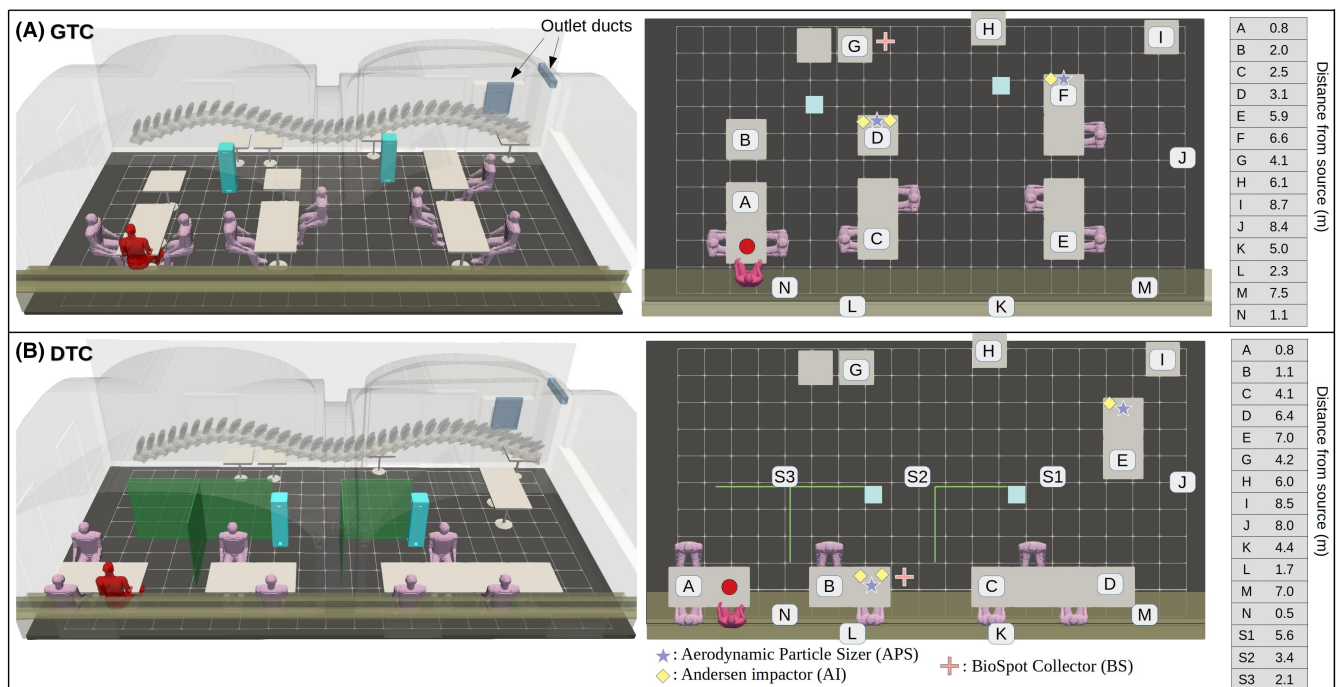 (A) GTC
Outlet ducts
H
G
I
F
B
D
J
A
C
E
N
M
L
K
A 0.8
B 2.0
C 2.5
D 3.1
E 5.9
F 6.6
G 4.1
H 6.1
I 8.7
J 8.4
K 5.0
L 2.3
M 7.5
N 1.1
Distance from source (m)
(B) DTC
H
G
I
E
S3
S2
S1
J
A
B
C
D
N
M
L
K
A 0.8
B 1.1
C 4.1
D 6.4
E 7.0
G 4.2
H 6.0
I 8.5
J 8.0
K 4.4
L 1.7
M 7.0
N 0.5
S1 5.6
S2 3.4
S3 2.1
Distance from source (m)
: Aerodynamic Particle Sizer (APS)
: Andersen impactor (AI)
: BioSpot Collector (BS)